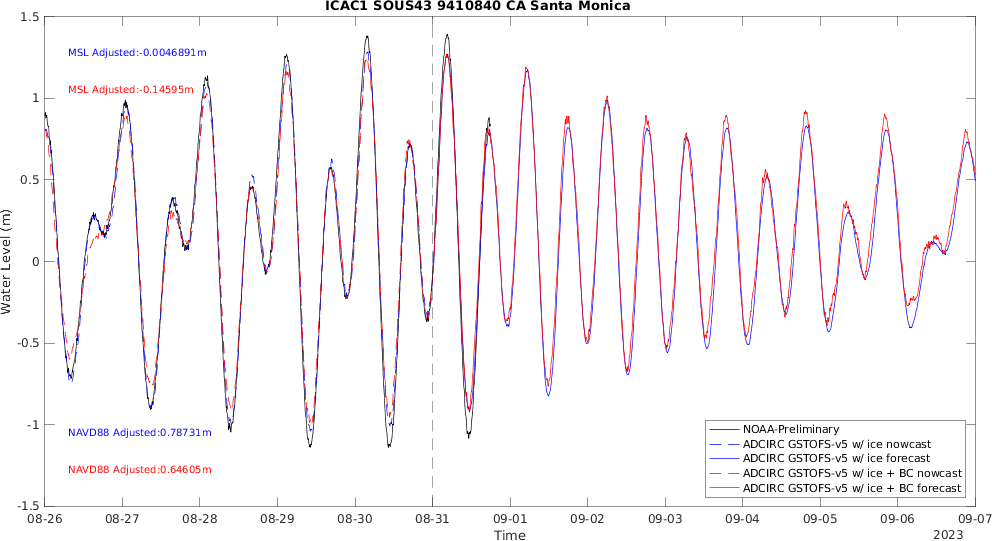 ICAC1 SOUS43 9410840 CA Santa Monica
1.5
1
0.5
0
-0.5
-1
-1.5
Water Level (m)
MSL Adjusted:-0.0046891m
MSL Adjusted:-0.14595m
NAVD88 Adjusted:0.78731m
NAVD88 Adjusted:0.64605m
NOAA-Preliminary
ADCIRC GSTOFS-v5 w/ ice nowcast
ADCIRC GSTOFS-v5 w/ ice forecast
ADCIRC GSTOFS-v5 w/ ice + BC nowcast
ADCIRC GSTOFS-v5 w/ ice + BC forecast
08-26 08-27 08-28 08-29 08-30 08-31 09-01 09-02 09-03 09-04 09-05 09-06 09-07
Time
2023